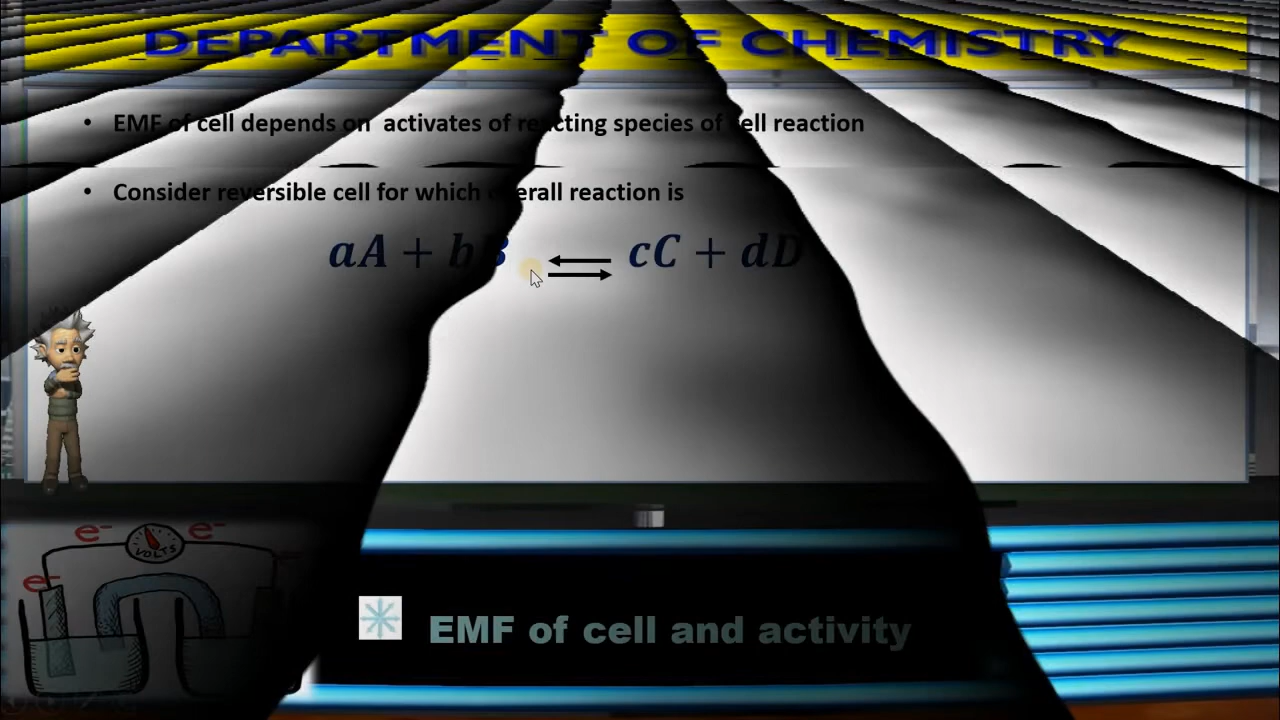 DEPARTMENT OF CHEMISTRY
• EMF of cell depends on activates of reacting species of cell reaction
• Consider reversible cell for which overall reaction is
aA + bB ⇌ cC + dD
e⁻ e⁻
VOLTS
e⁻
EMF of cell and activity